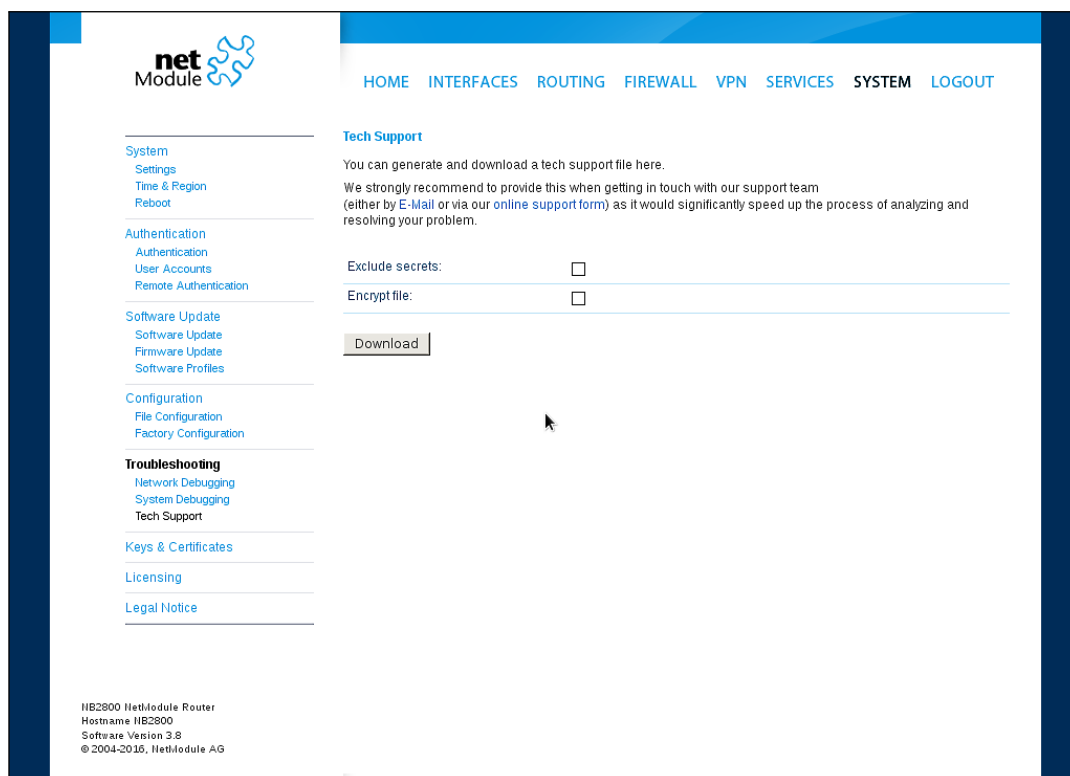 net
Module
HOME INTERFACES ROUTING FIREWALL VPN SERVICES SYSTEM LOGOUT
System
Settings
Time & Region
Reboot
Authentication
Authentication
User Accounts
Remote Authentication
Software Update
Software Update
Firmware Update
Software Profiles
Configuration
File Configuration
Factory Configuration
Troubleshooting
Network Debugging
System Debugging
Tech Support
Keys & Certificates
Licensing
Legal Notice
Tech Support
You can generate and download a tech support file here.
We strongly recommend to provide this when getting in touch with our support team
(either by E-Mail or via our online support form) as it would significantly speed up the process of analyzing and
resolving your problem.
Exclude secrets:
Encrypt file:
Download
NB2800 NetModule Router
Hostname NB2800
Software Version 3.8
© 2004-2016, NetModule AG